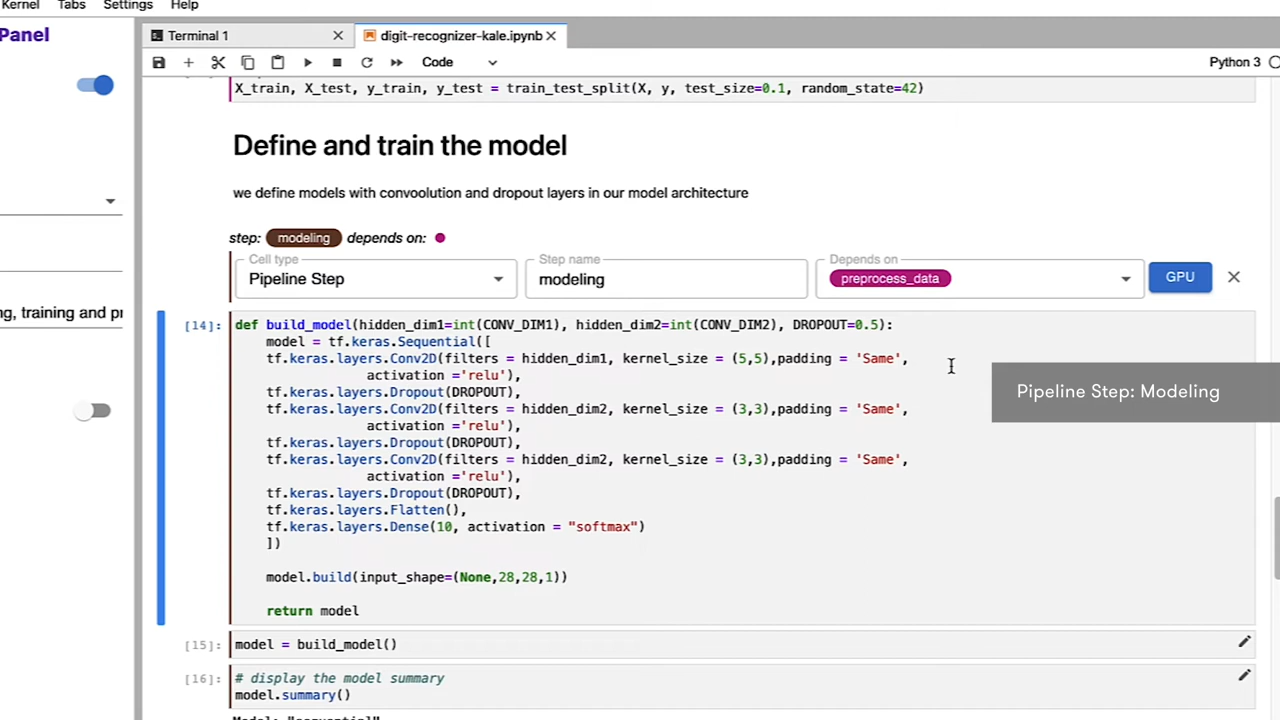 Kernel Tabs Settings Help
Panel
Terminal 1
digit-recognizer-kale.ipynb
Code
Python 3
X_train, X_test, y_train, y_test = train_test_split(X, y, test_size=0.1, random_state=42)
Define and train the model
we define models with convoolution and dropout layers in our model architecture
step: modeling depends on:
Cell type
Pipeline Step
Step name
modeling
Depends on
preprocess_data
GPU
ng, training and pr
[14]:
def build_model(hidden_dim1=int(CONV_DIM1), hidden_dim2=int(CONV_DIM2), DROPOUT=0.5):
    model = tf.keras.Sequential([
    tf.keras.layers.Conv2D(filters = hidden_dim1, kernel_size = (5,5),padding = 'Same',
                 activation ='relu'),
    tf.keras.layers.Dropout(DROPOUT),
    tf.keras.layers.Conv2D(filters = hidden_dim2, kernel_size = (3,3),padding = 'Same',
                 activation ='relu'),
    tf.keras.layers.Dropout(DROPOUT),
    tf.keras.layers.Conv2D(filters = hidden_dim2, kernel_size = (3,3),padding = 'Same',
                 activation ='relu'),
    tf.keras.layers.Dropout(DROPOUT),
    tf.keras.layers.Flatten(),
    tf.keras.layers.Dense(10, activation = "softmax")
    ])
    model.build(input_shape=(None,28,28,1))
    return model
Pipeline Step: Modeling
[15]:
model = build_model()
[16]:
# display the model summary
model.summary()
Model: "sequential"